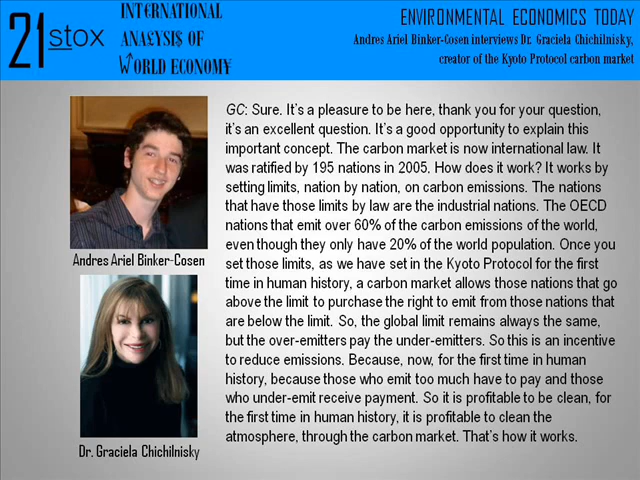 21stox
INTERNATIONAL
ANA£YSI$ OF
WORLD ECONOM¥
ENVIRONMENTAL ECONOMICS TODAY
Andres Ariel Binker-Cosen interviews Dr. Graciela Chichilnisky,
creator of the Kyoto Protocol carbon market
Andres Ariel Binker-Cosen
Dr. Graciela Chichilnisky
GC: Sure. It's a pleasure to be here, thank you for your question,
it's an excellent question. It's a good opportunity to explain this
important concept. The carbon market is now international law. It
was ratified by 195 nations in 2005. How does it work? It works by
setting limits, nation by nation, on carbon emissions. The nations
that have those limits by law are the industrial nations. The OECD
nations that emit over 60% of the carbon emissions of the world,
even though they only have 20% of the world population. Once you
set those limits, as we have set in the Kyoto Protocol for the first
time in human history, a carbon market allows those nations that go
above the limit to purchase the right to emit from those nations that
are below the limit. So, the global limit remains always the same,
but the over-emitters pay the under-emitters. So this is an incentive
to reduce emissions. Because, now, for the first time in human
history, because those who emit too much have to pay and those
who under-emit receive payment. So it is profitable to be clean, for
the first time in human history, it is profitable to clean the
atmosphere, through the carbon market. That's how it works.